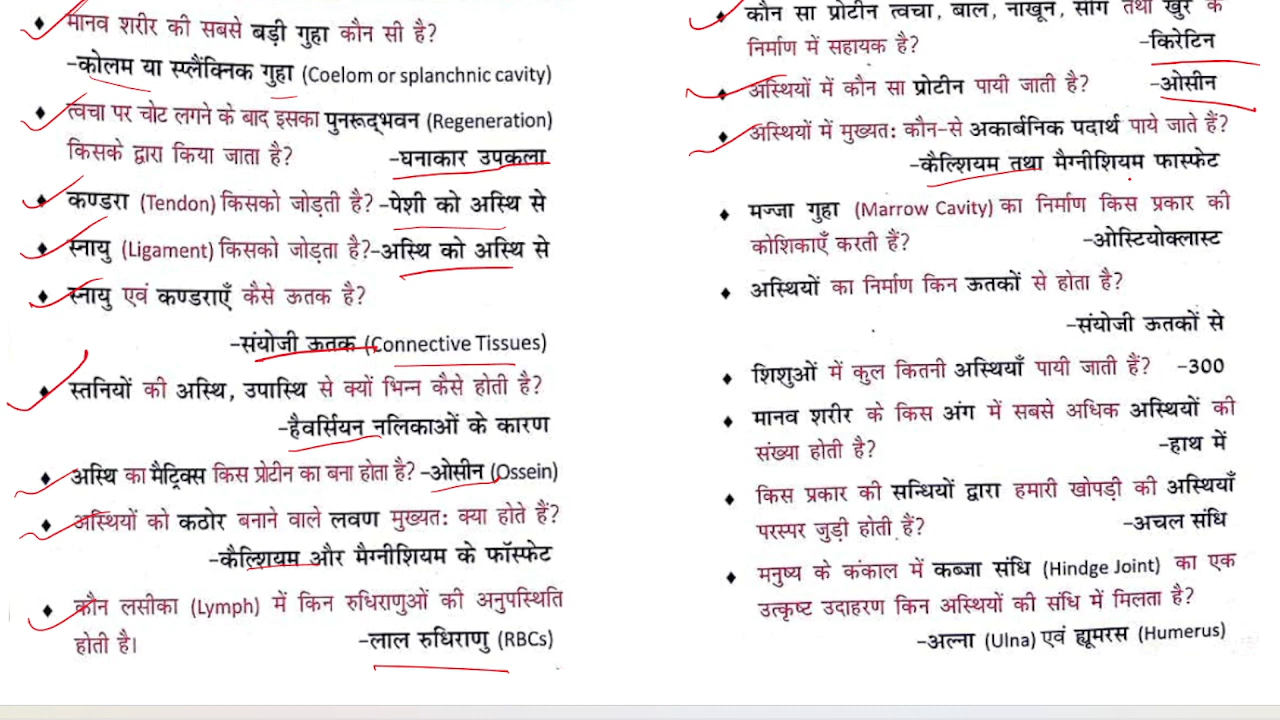 ♦ मानव शरीर की सबसे बड़ी गुहा कौन सी है?
-कोलम या स्प्लैंक्निक गुहा (Coelom or splanchnic cavity)
♦ त्वचा पर चोट लगने के बाद इसका पुनरूद्भवन (Regeneration)
किसके द्वारा किया जाता है? -घनाकार उपकला
♦ कण्डरा (Tendon) किसको जोड़ती है? -पेशी को अस्थि से
♦ स्नायु (Ligament) किसको जोड़ता है?-अस्थि को अस्थि से
♦ स्नायु एवं कण्डराएँ कैसे ऊतक है?
-संयोजी ऊतक (Connective Tissues)
♦ स्तनियों की अस्थि, उपास्थि से क्यों भिन्न कैसे होती है?
-हैवर्सियन नलिकाओं के कारण
♦ अस्थि का मैट्रिक्स किस प्रोटीन का बना होता है? -ओसीन (Ossein)
♦ अस्थियों को कठोर बनाने वाले लवण मुख्यत: क्या होते हैं?
-कैल्शियम और मैग्नीशियम के फॉस्फेट
♦ कौन लसीका (Lymph) में किन रुधिराणुओं की अनुपस्थिति
होती है। -लाल रुधिराणु (RBCs)
♦ कौन सा प्रोटीन त्वचा, बाल, नाखून, सींग तथा खुर के
निर्माण में सहायक है? -किरेटिन
♦ अस्थियों में कौन सा प्रोटीन पायी जाती है? -ओसीन
♦ अस्थियों में मुख्यत: कौन-से अकार्बनिक पदार्थ पाये जाते हैं?
-कैल्शियम तथा मैग्नीशियम फास्फेट
♦ मज्जा गुहा (Marrow Cavity) का निर्माण किस प्रकार की
कोशिकाएँ करती हैं? -ओस्टियोक्लास्ट
♦ अस्थियों का निर्माण किन ऊतकों से होता है?
-संयोजी ऊतकों से
♦ शिशुओं में कुल कितनी अस्थियाँ पायी जाती हैं? -300
♦ मानव शरीर के किस अंग में सबसे अधिक अस्थियों की
संख्या होती है? -हाथ में
♦ किस प्रकार की सन्धियों द्वारा हमारी खोपड़ी की अस्थियाँ
परस्पर जुड़ी होती हैं? -अचल संधि
♦ मनुष्य के कंकाल में कब्जा संधि (Hindge Joint) का एक
उत्कृष्ट उदाहरण किन अस्थियों की संधि में मिलता है?
-अल्ना (Ulna) एवं ह्यूमरस (Humerus)